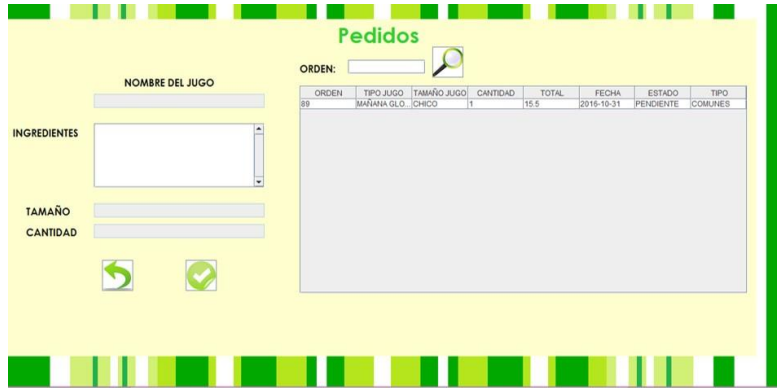 Pedidos
ORDEN:
NOMBRE DEL JUGO
INGREDIENTES
TAMAÑO
CANTIDAD
ORDEN TIPO JUGO TAMAÑO JUGO CANTIDAD TOTAL FECHA ESTADO TIPO
89 MAÑANA GLO... CHICO 1 15.5 2016-10-31 PENDIENTE COMUNES